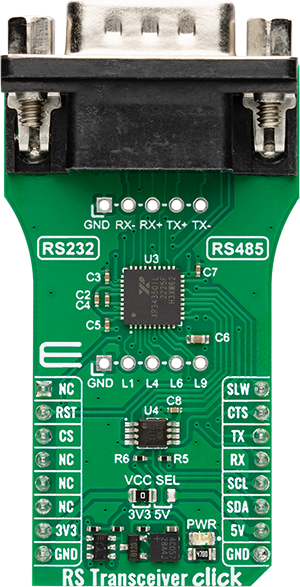 GND RX- RX+ TX+ TX-
RS232 RS485
U3
C3 C7
C2
C4
C5
C6
GND L1 L4 L6 L9
C8
U4
R6 R5
VCC SEL
0
3V3 5V
PWR
NC SLW
RST CTS
CS TX
NC RX
NC SCL
NC SDA
3V3 5V
GND GND
RS Transceiver click